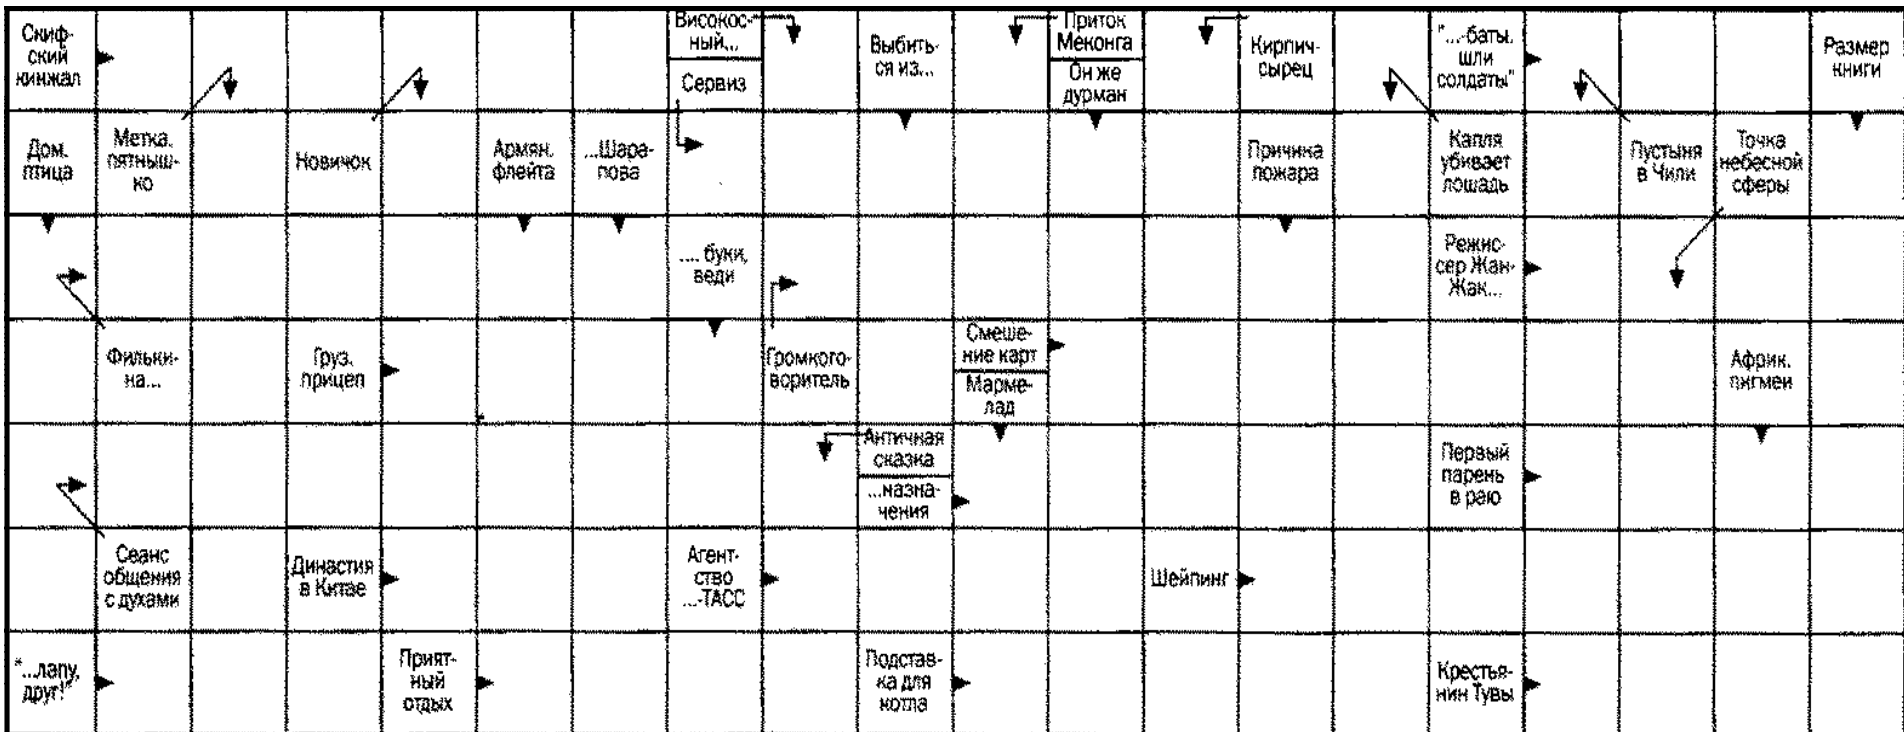 Скиф-
ский
кинжал
Високос-
ный...
Сервиз
Выбить-
ся из...
Приток
Меконга
Он же
дурман
Кирпич-
сырец
"...-баты,
шли
солдаты"
Размер
книги
Дом.
птица
Метка,
пятныш-
ко
Новичок
Армян.
флейта
...Шара-
пова
Причина
пожара
Капля
убивает
лошадь
Пустыня
в Чили
Точка
небесной
сферы
.... буки,
веди
Режис-
сер Жан-
Жак...
Фильки-
на...
Груз.
прицеп
Громкого-
воритель
Смеше-
ние карт
Марме-
лад
Африк.
пигмеи
Античная
сказка
...назна-
чения
Первый
парень
в раю
Сеанс
общения
с духами
Династия
в Китае
Агент-
ство
...-ТАСС
Шейпинг
"...лапу,
друг!"
Прият-
ный
отдых
Подстав-
ка для
котла
Крестья-
нин Тувы